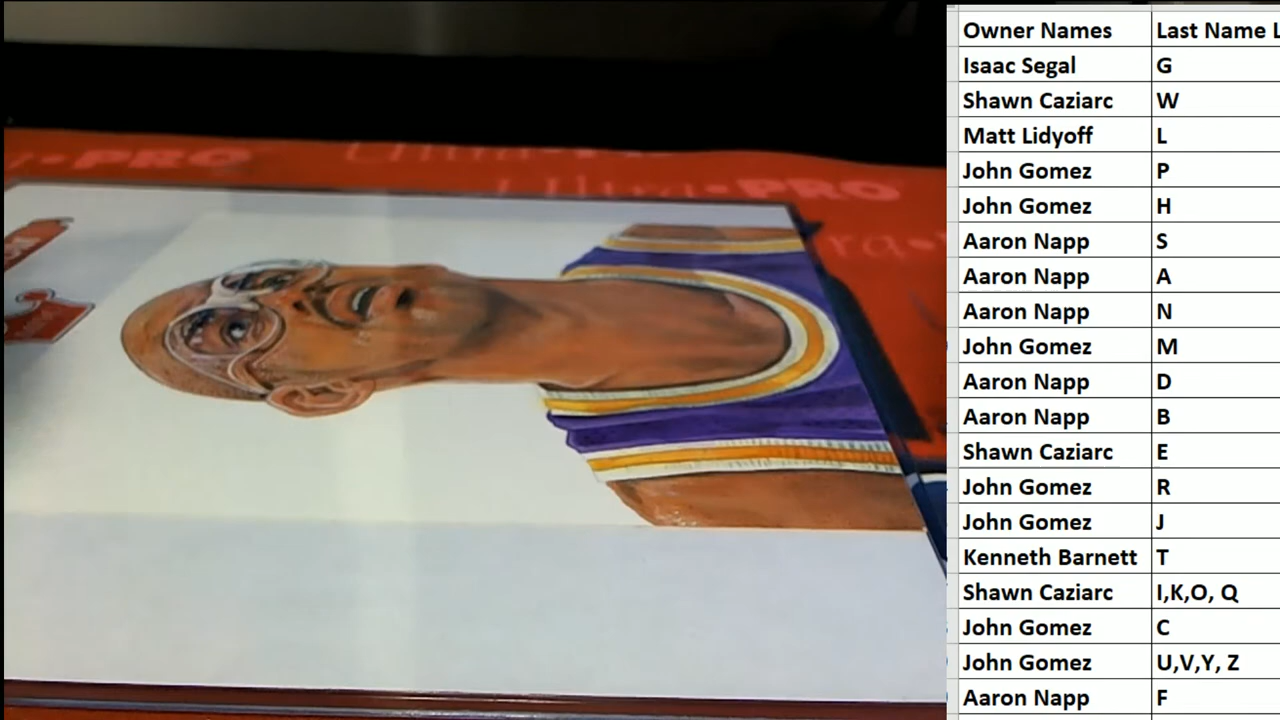 PRO
Ultra PRO
Owner Names Last Name L
Isaac Segal G
Shawn Caziarc W
Matt Lidyoff L
John Gomez P
John Gomez H
Aaron Napp S
Aaron Napp A
Aaron Napp N
John Gomez M
Aaron Napp D
Aaron Napp B
Shawn Caziarc E
John Gomez R
John Gomez J
Kenneth Barnett T
Shawn Caziarc I,K,O, Q
John Gomez C
John Gomez U,V,Y, Z
Aaron Napp F